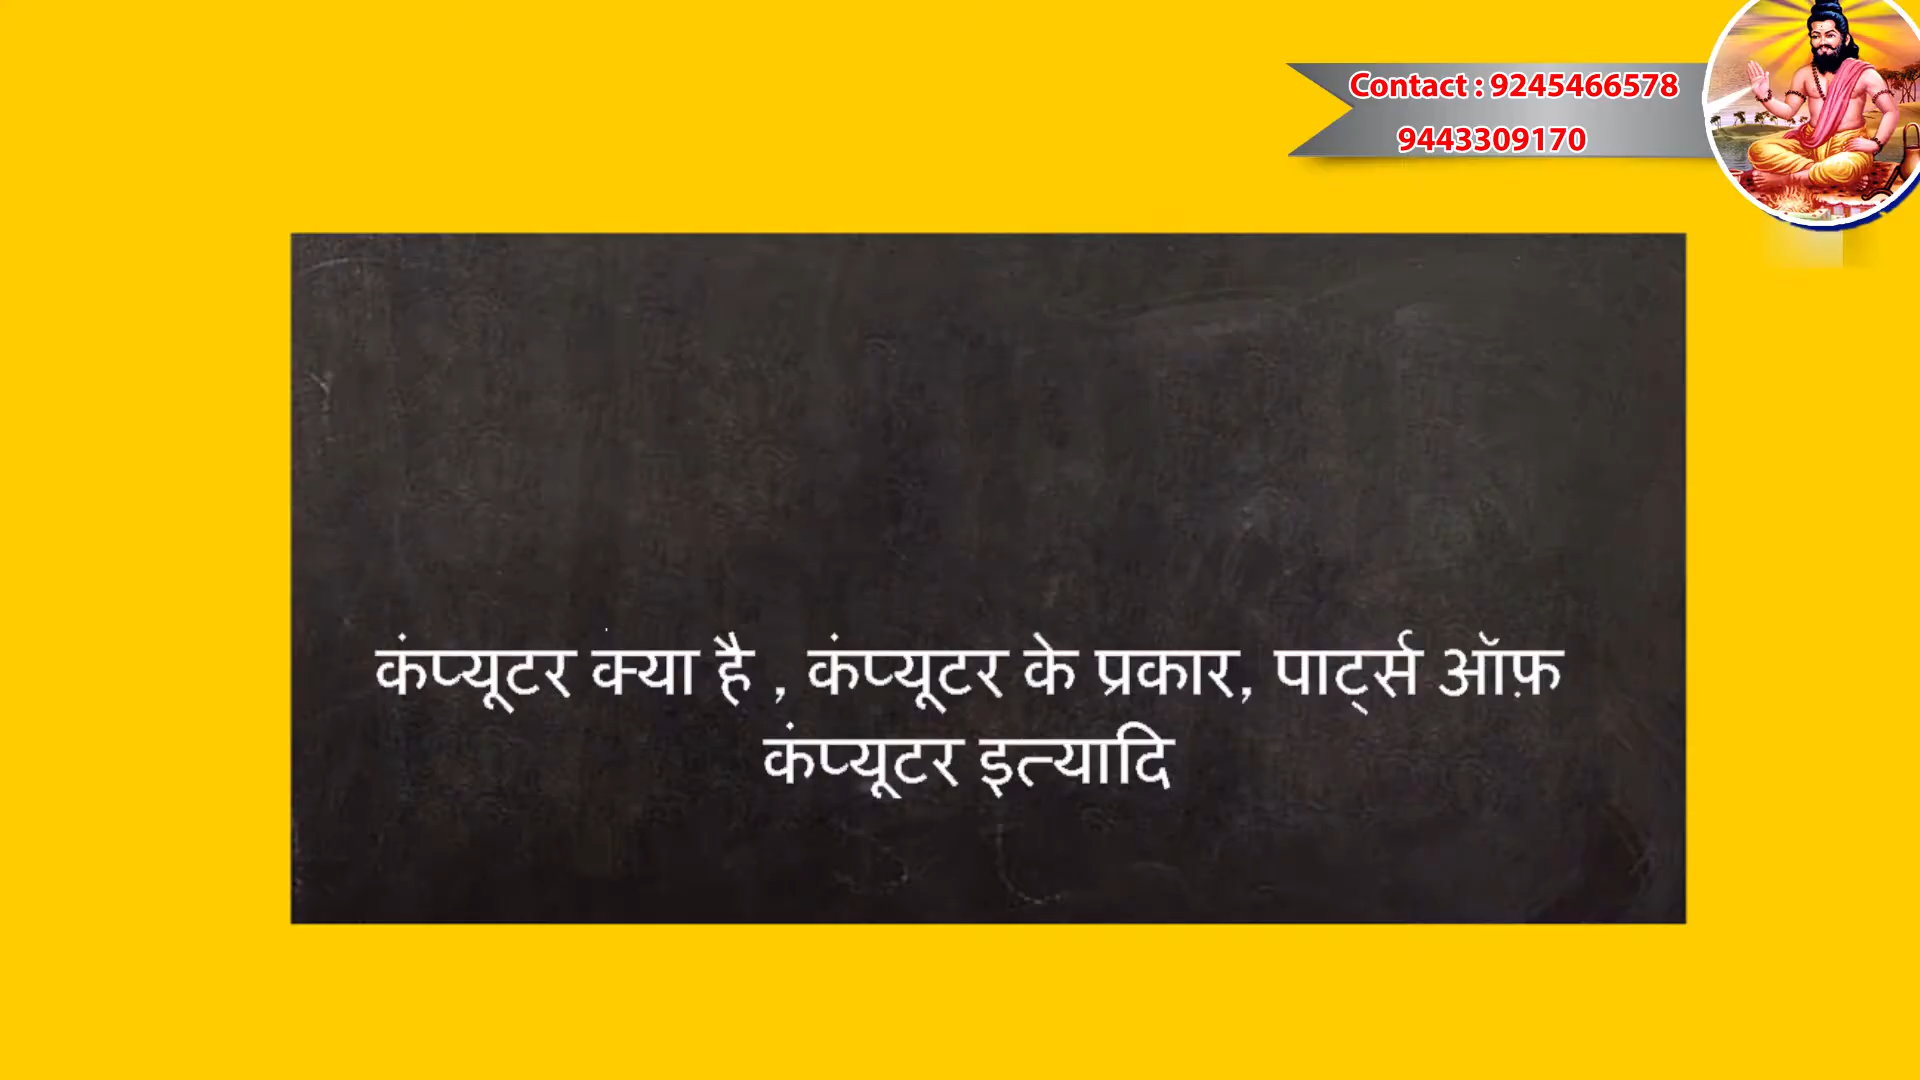 Contact : 9245466578
9443309170
कंप्यूटर क्या है , कंप्यूटर के प्रकार, पार्ट्स ऑफ़
कंप्यूटर इत्यादि